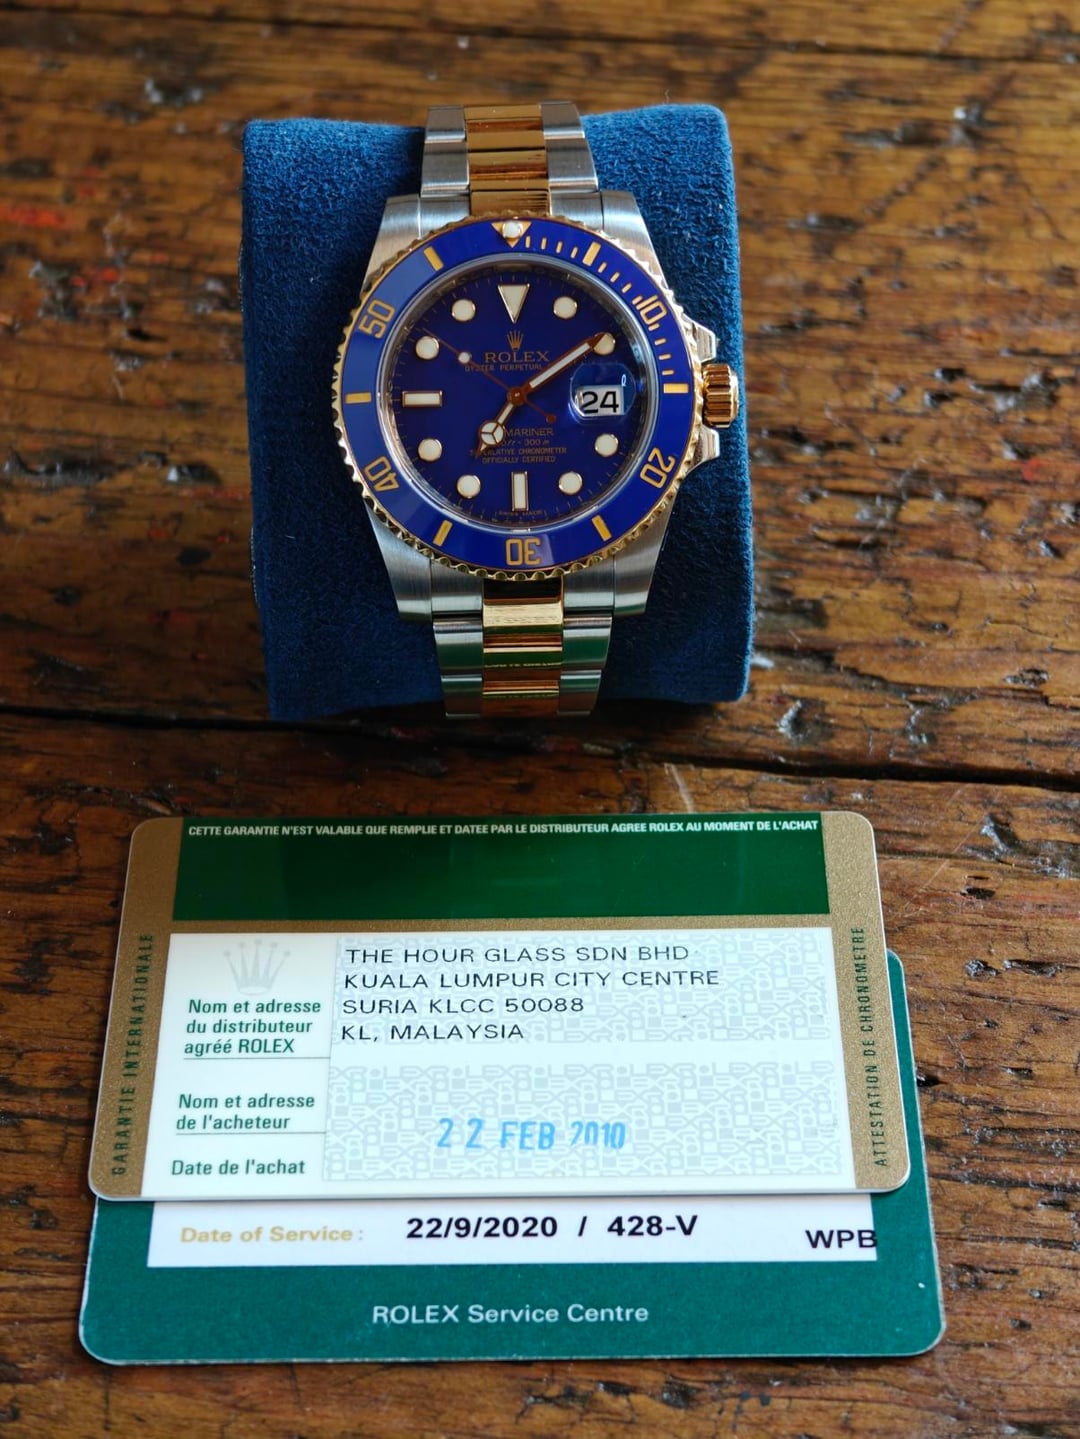 10
50
ROLEX
OYSTER PERPETUAL
24
MARINER
300 m
SUPERLATIVE CHRONOMETER
OFFICIALLY CERTIFIED
40
20
30
CETTE GARANTIE N'EST VALABLE QUE REMPLIE ET DATEE PAR LE DISTRIBUTEUR AGREE ROLEX AU MOMENT DE L'ACHAT
GARANTIE INTERNATIONALE
ATTESTATION DE CHRONOMETRE
THE HOUR GLASS SDN BHD
KUALA LUMPUR CITY CENTRE
Nom et adresse
du distributeur
agréé ROLEX
SURIA KLCC 50088
KL, MALAYSIA
Nom et adresse
de l'acheteur
22 FEB 2010
Date de l'achat
Date of Service : 22/9/2020 / 428-V WPB
ROLEX Service Centre